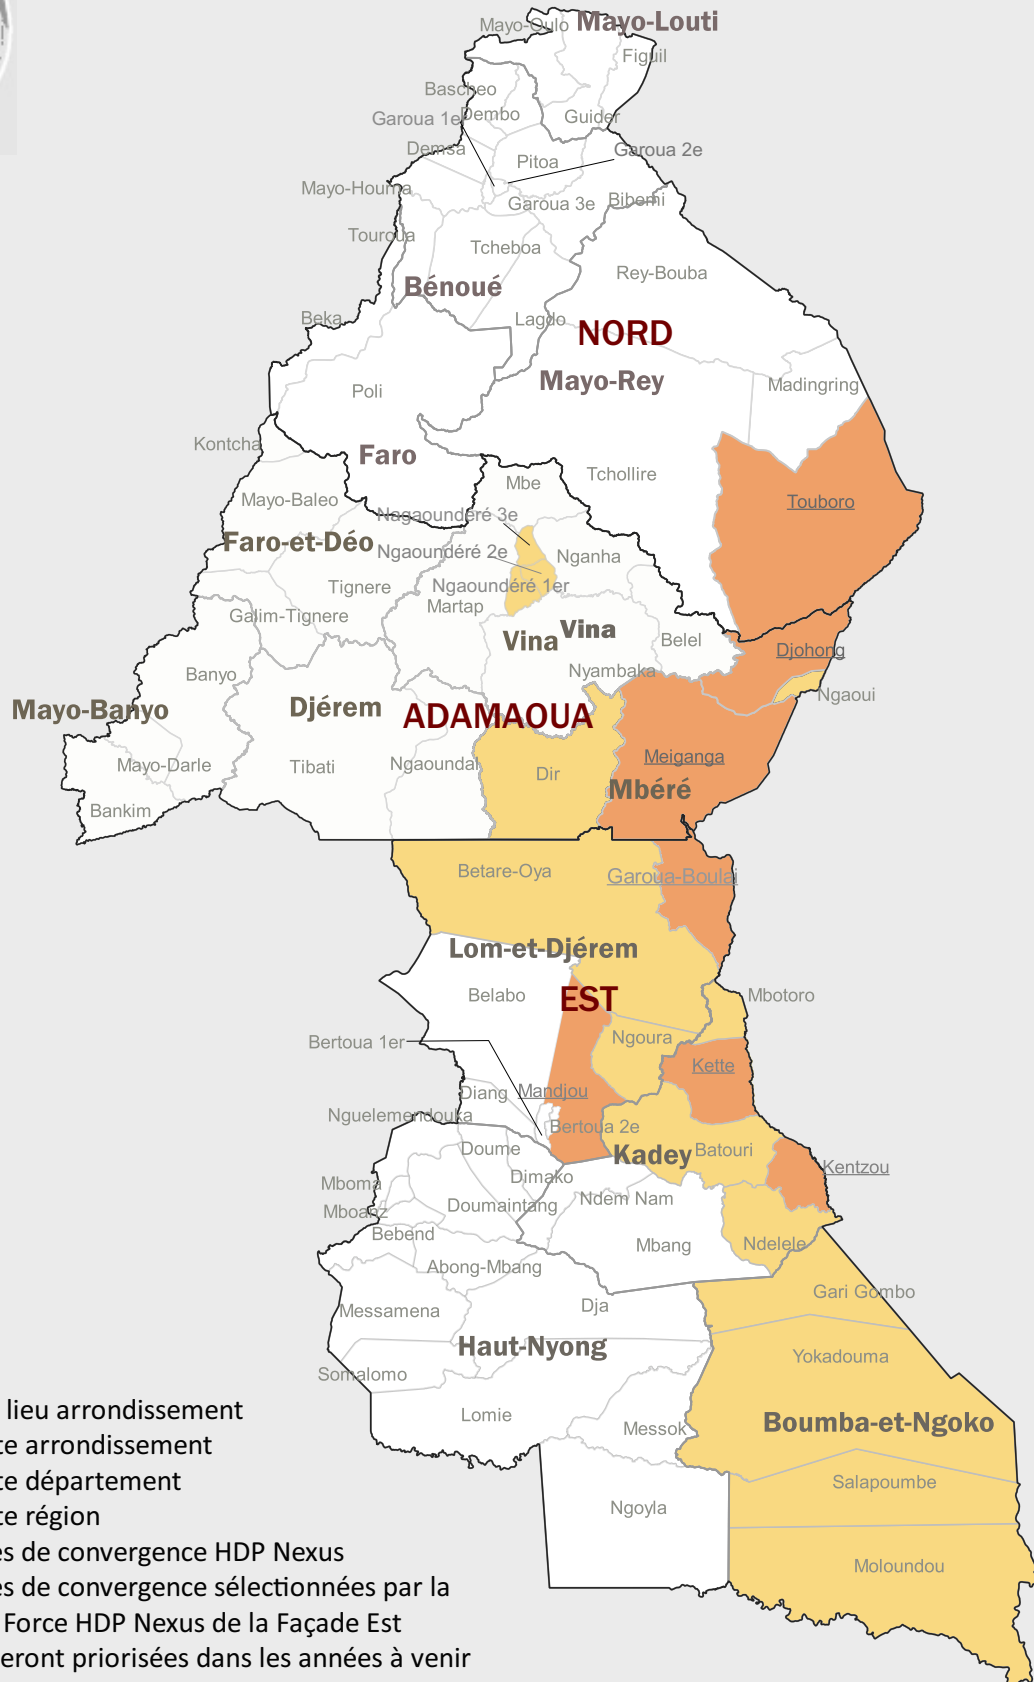 Mayo-Oulo
Mayo-Louti
Figuil
Bascheo
Dembo
Garoua 1e
Guider
Demsa
Pitoa
Garoua 2e
Mayo-Hourna
Garoua 3e
Bibemi
Touroua
Tcheboa
Rey-Bouba
Bénoué
Beka
Lagdo
NORD
Mayo-Rey
Madingring
Poli
Kontcha
Faro
Tchollire
Mbe
Mayo-Baleo
Touboro
Nagaoundéré 3e
Faro-et-Déo
Ngaoundéré 2e
Nganha
Tignere
Ngaoundéré 1er
Martap
Galim-Tignere
Vina
Vina
Belel
Djohong
Banyo
Nyambaka
Ngaoui
Mayo-Banyo
Djérem
ADAMAOUA
Mayo-Darle
Tibati
Ngaoundal
Dir
Meiganga
Mbéré
Bankim
Betare-Oya
Garoua-Boulai
Lom-et-Djérem
Belabo
EST
Mbotoro
Bertoua 1er
Ngoura
Kette
Diang
Mandjou
Nguelemendouka
Bertoua 2e
Doume
Kadey
Batouri
Kentzou
Mboma
Dimako
Mboanz
Doumaintang
Ndem Nam
Bebend
Mbang
Ndelele
Abong-Mbang
Messamena
Dja
Gari Gombo
Haut-Nyong
Yokadouma
Somalomo
Lomie
Messok
Boumba-et-Ngoko
Salapoumbe
Ngoyla
Moloundou
lieu arrondissement
te arrondissement
te département
te région
es de convergence HDP Nexus
es de convergence sélectionnées par la
Force HDP Nexus de la Façade Est
eront priorisées dans les années à venir